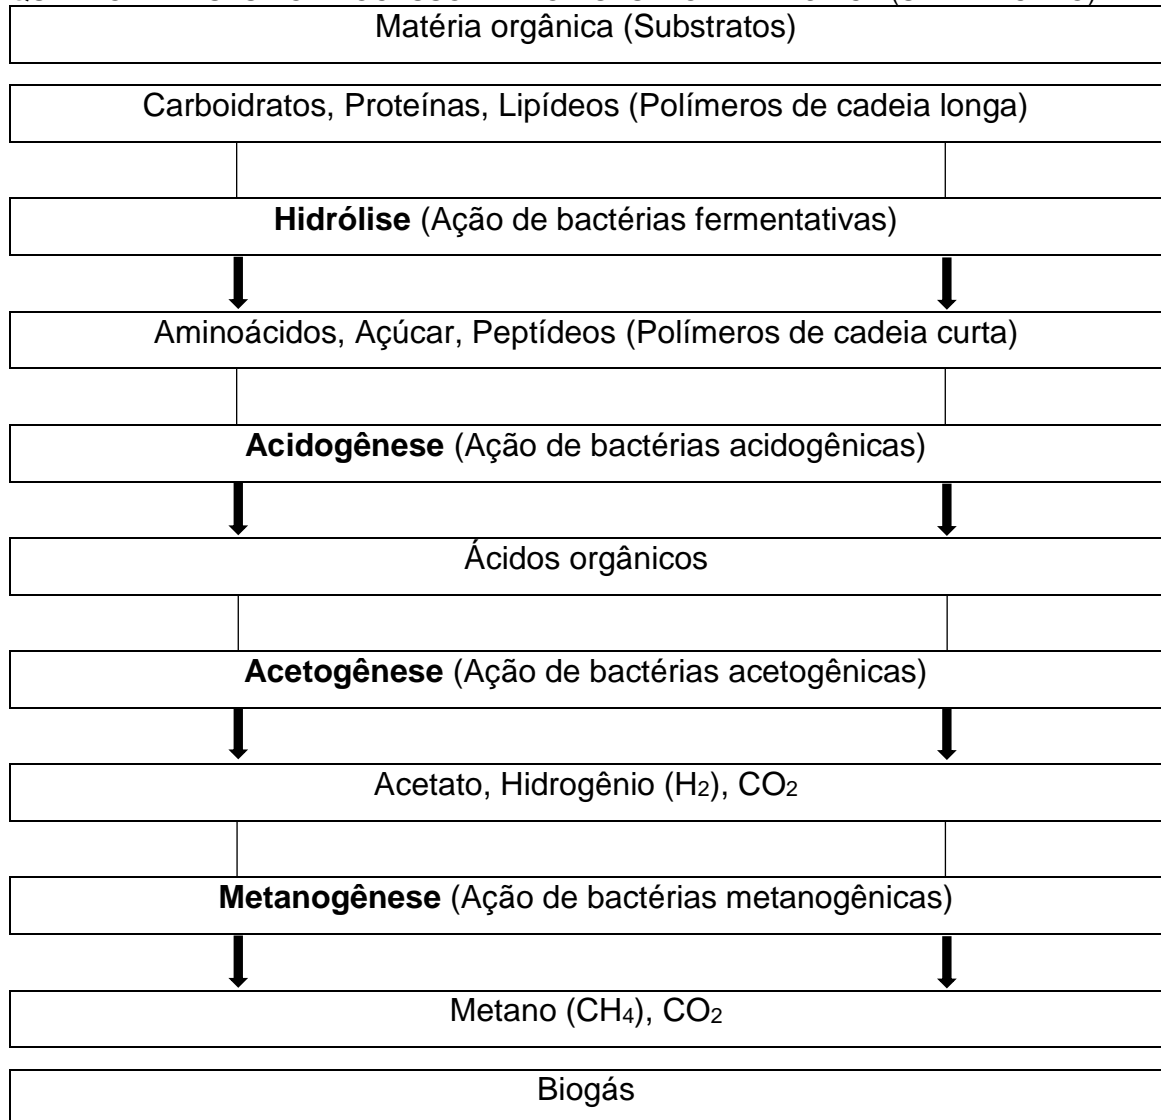 Matéria orgânica (Substratos)
Carboidratos, Proteínas, Lipídeos (Polímeros de cadeia longa)
Hidrólise (Ação de bactérias fermentativas)
Aminoácidos, Açúcar, Peptídeos (Polímeros de cadeia curta)
Acidogênese (Ação de bactérias acidogênicas)
Ácidos orgânicos
Acetogênese (Ação de bactérias acetogênicas)
Acetato, Hidrogênio (H2), CO2
Metanogênese (Ação de bactérias metanogênicas)
Metano (CH4), CO2
Biogás